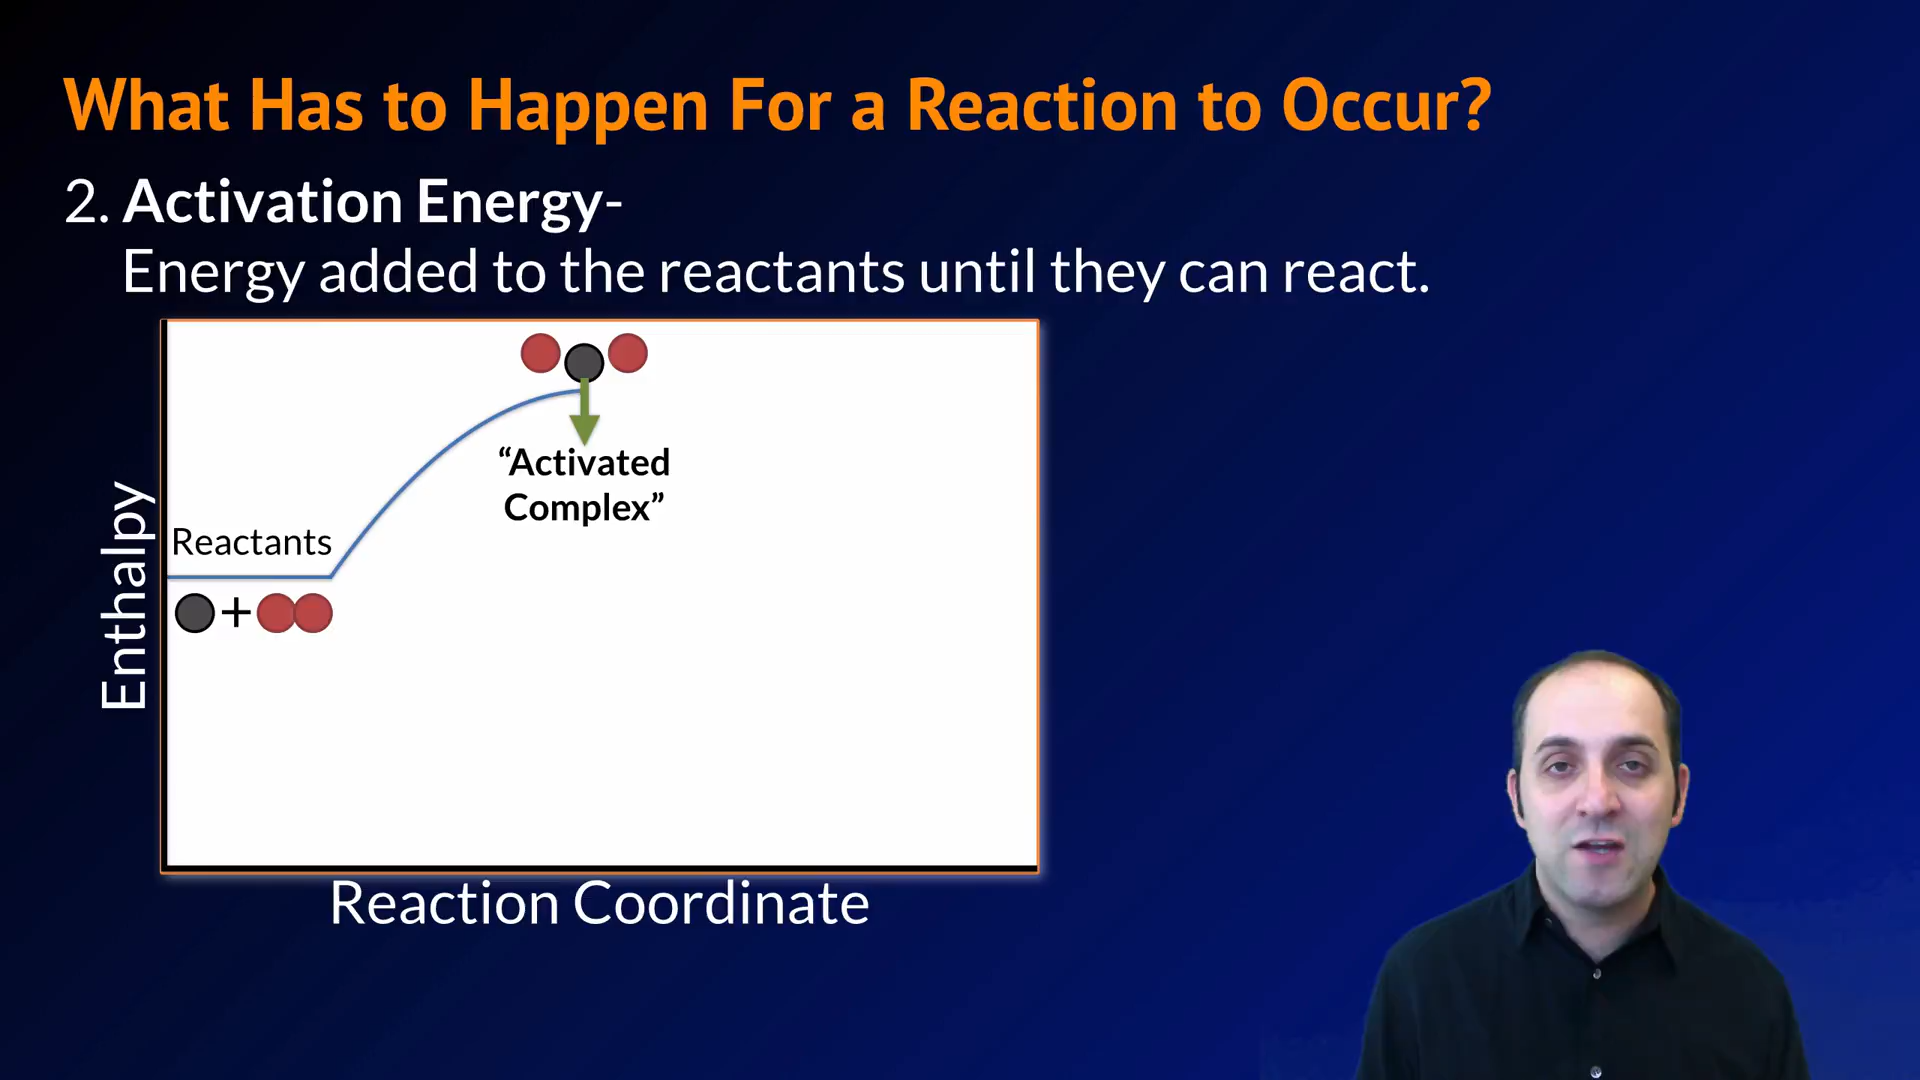 What Has to Happen For a Reaction to Occur?
2. Activation Energy-
Energy added to the reactants until they can react.
“Activated
Complex”
Reactants
+
Enthalpy
Reaction Coordinate